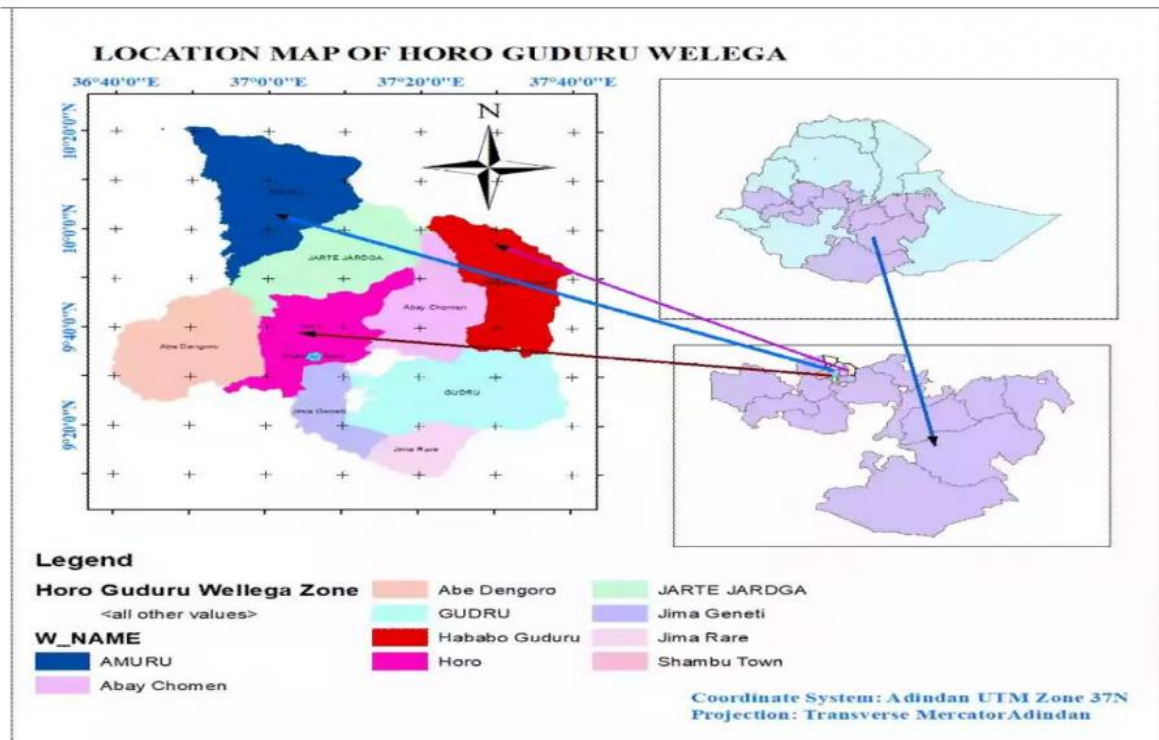 LOCATION MAP OF HORO GUDURU WELEGA
36°40'0"E 37°0'0"E 37°20'0"E 37°40'0"E
N
10°20'0"N
10°0'0"N
9°40'0"N
9°20'0"N
JARTE JARDGA
Abay Chomen
Abe Dengoro
GUDRU
Jima Geneti
Jima Rare
Legend
Horo Guduru Wellega Zone
<all other values>
W_NAME
AMURU
Abay Chomen
Abe Dengoro
GUDRU
Hababo Guduru
Horo
JARTE JARDGA
Jima Geneti
Jima Rare
Shambu Town
Coordinate System: Adindan UTM Zone 37N
Projection: Transverse MercatorAdindan